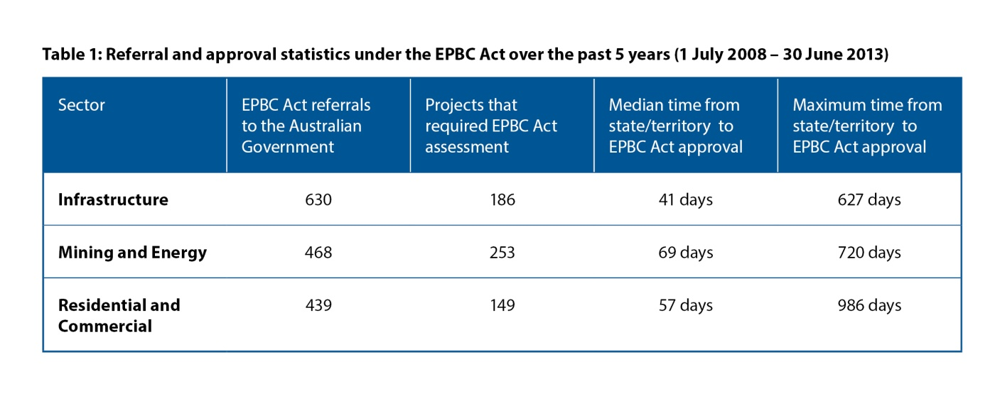 Table 1: Referral and approval statistics under the EPBC Act over the past 5 years (1 July 2008 – 30 June 2013)
Sector
EPBC Act referrals
to the Australian
Government
Projects that
required EPBC Act
assessment
Median time from
state/territory to
EPBC Act approval
Maximum time from
state/territory to
EPBC Act approval
Infrastructure 630 186 41 days 627 days
Mining and Energy 468 253 69 days 720 days
Residential and 439 149 57 days 986 days
Commercial